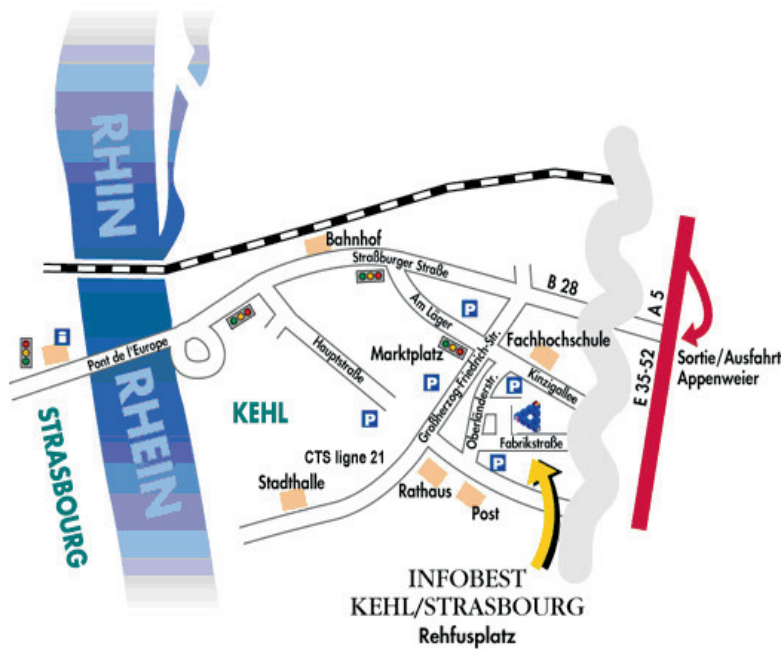 RHIN
Bahnhof
Straßburger Straße
B 28
A 5
P
Am Lager
i
Pont de l'Europe
Hauptstraße
Marktplatz
Großherzog-Friedrich-Str.
Fachhochschule
Sortie/Ausfahrt
Appenweier
E 35-52
P
P
Kinzigallee
RHEIN
KEHL
STRASBOURG
P
Oberländerstr.
Fabrikstraße
CTS ligne 21
P
Stadthalle
Rathaus
Post
INFOBEST
KEHL/STRASBOURG
Rehfusplatz